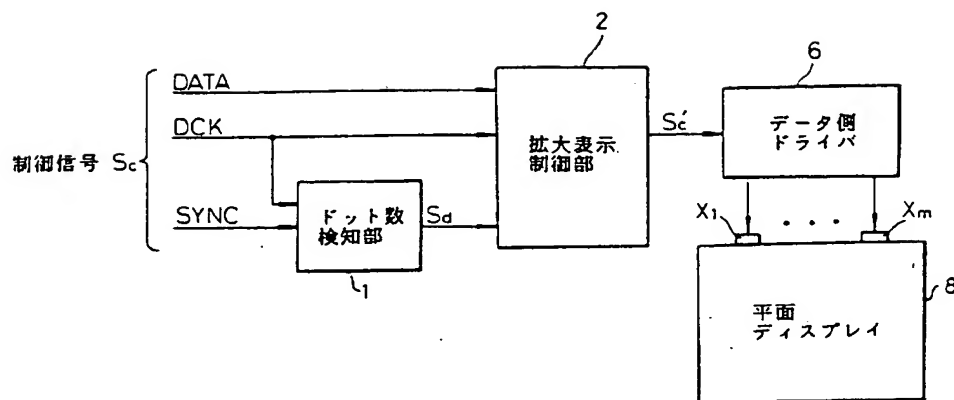 2
6
DATA
DCK
制御信号 Sc
SYNC
ドット数
検知部
1
Sd
拡大表示
制御部
Sc'
データ側
ドライバ
X1
・・・
Xm
8
平面
ディスプレイ